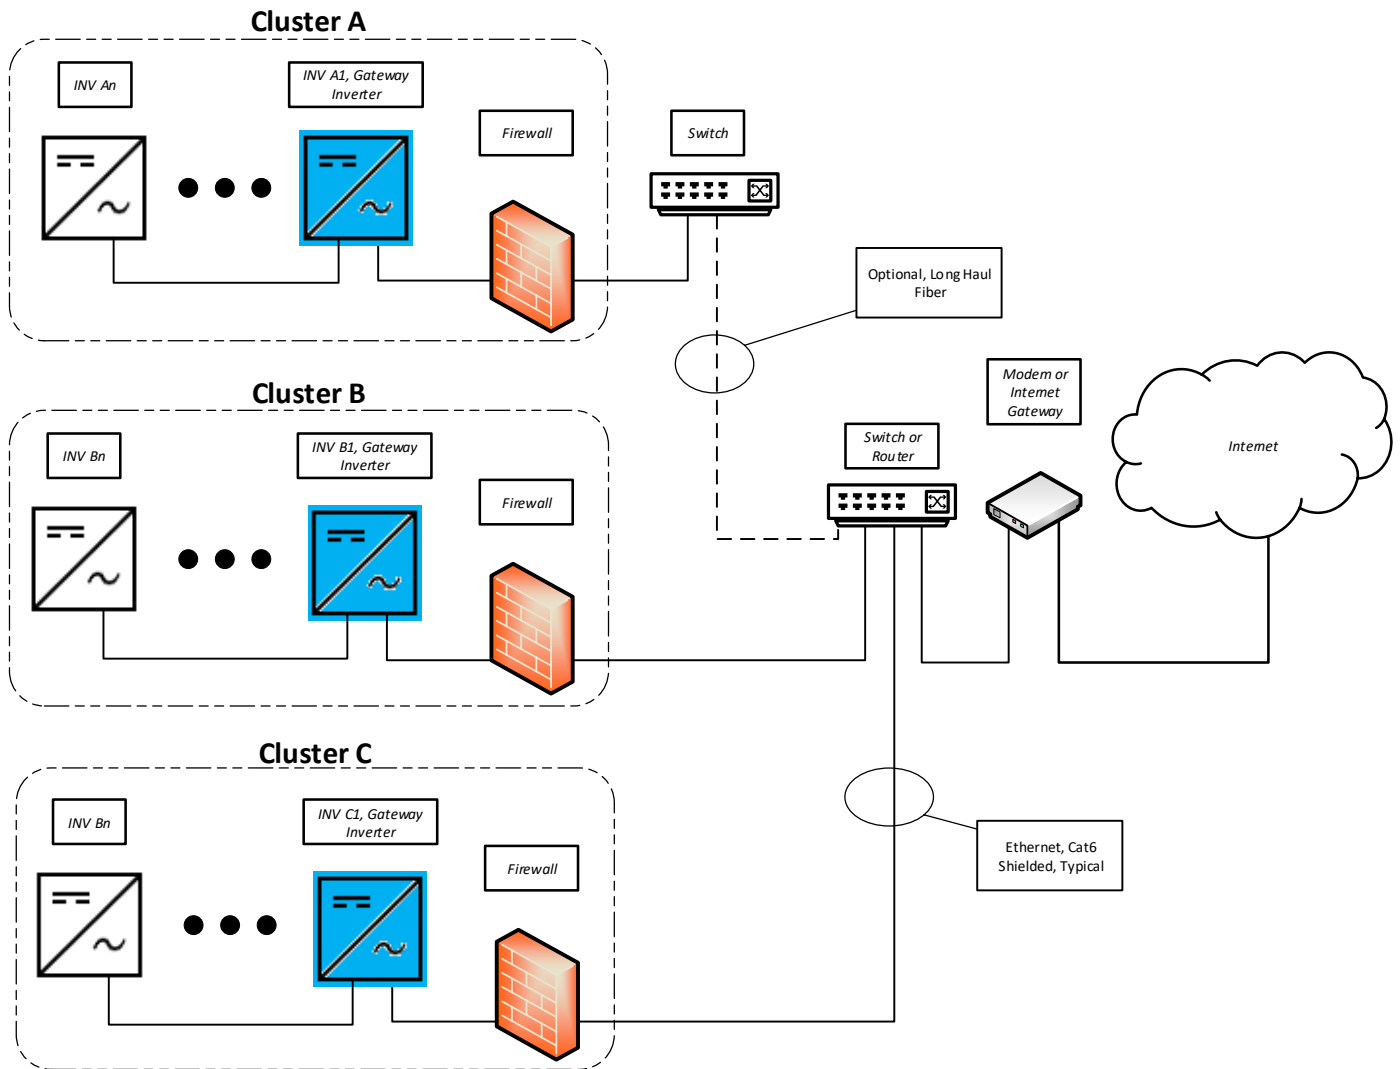 Cluster A
INV An
INV A1, Gateway
Inverter
Firewall
Switch
Optional, Long Haul
Fiber
Cluster B
INV Bn
INV B1, Gateway
Inverter
Firewall
Switch or
Router
Modem or
Internet
Gateway
Internet
Cluster C
INV Bn
INV C1, Gateway
Inverter
Firewall
Ethernet, Cat6
Shielded, Typical